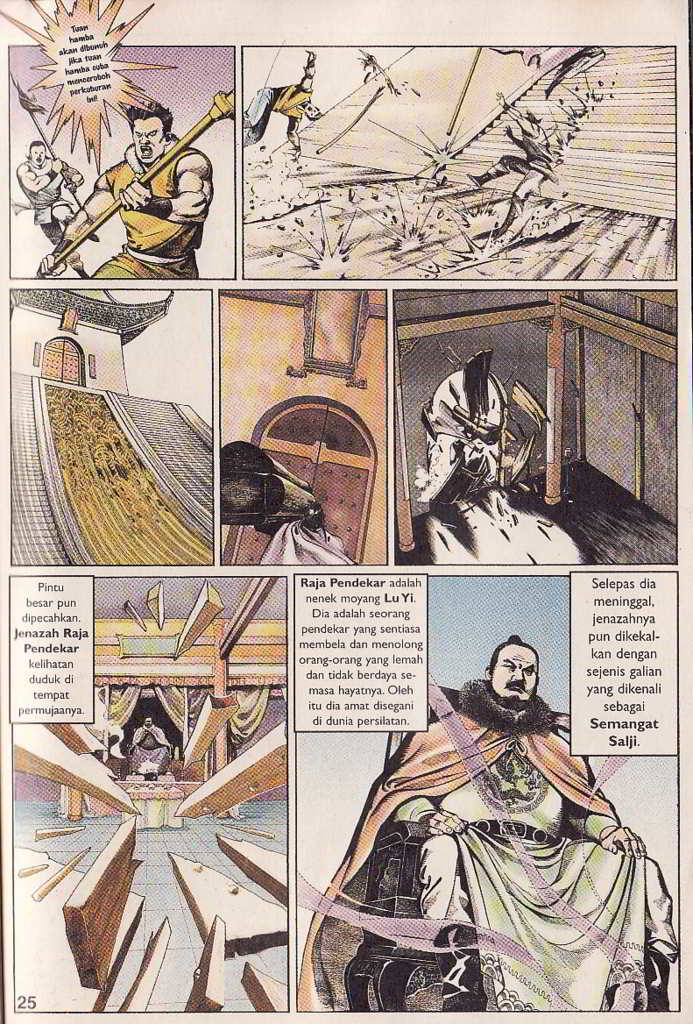 Tuan
hamba
akan dibunuh
jika tuan
hamba cuba
menceroboh
perkuburan
ini!
Pintu
besar pun
dipecahkan.
Jenazah Raja
Pendekar
kelihatan
duduk di
tempat
permujaanya.
Raja Pendekar adalah
nenek moyang Lu Yi.
Dia adalah seorang
pendekar yang sentiasa
membela dan menolong
orang-orang yang lemah
dan tidak berdaya se-
masa hayatnya. Oleh
itu dia amat disegani
di dunia persilatan.
Selepas dia
meninggal,
jenazahnya
pun dikekal-
kan dengan
sejenis galian
yang dikenali
sebagai
Semangat
Salji.
25